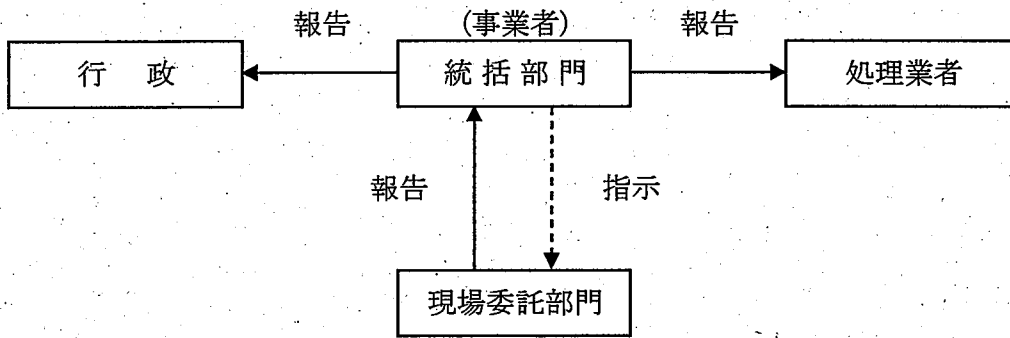 報告 (事業者) 報告
行 政 統括部門 処理業者
報告 指示
現場委託部門